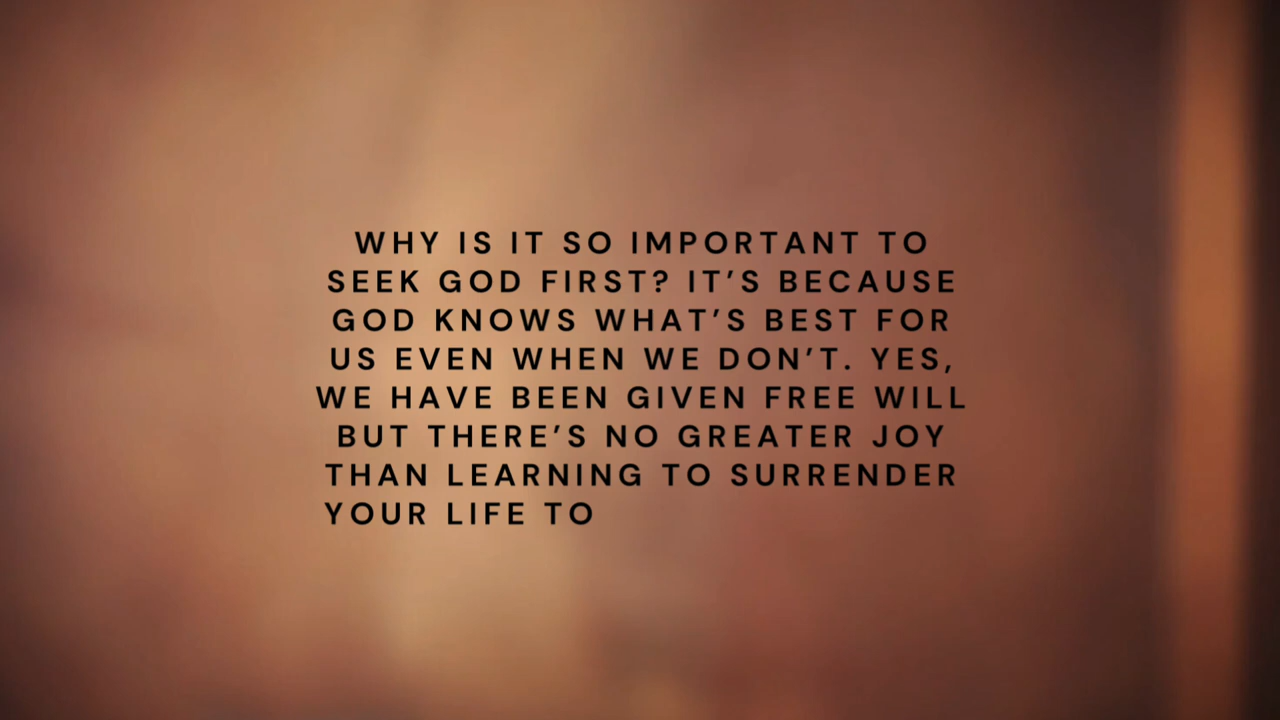 WHY IS IT SO IMPORTANT TO
SEEK GOD FIRST? IT’S BECAUSE
GOD KNOWS WHAT’S BEST FOR
US EVEN WHEN WE DON’T. YES,
WE HAVE BEEN GIVEN FREE WILL
BUT THERE’S NO GREATER JOY
THAN LEARNING TO SURRENDER
YOUR LIFE TO